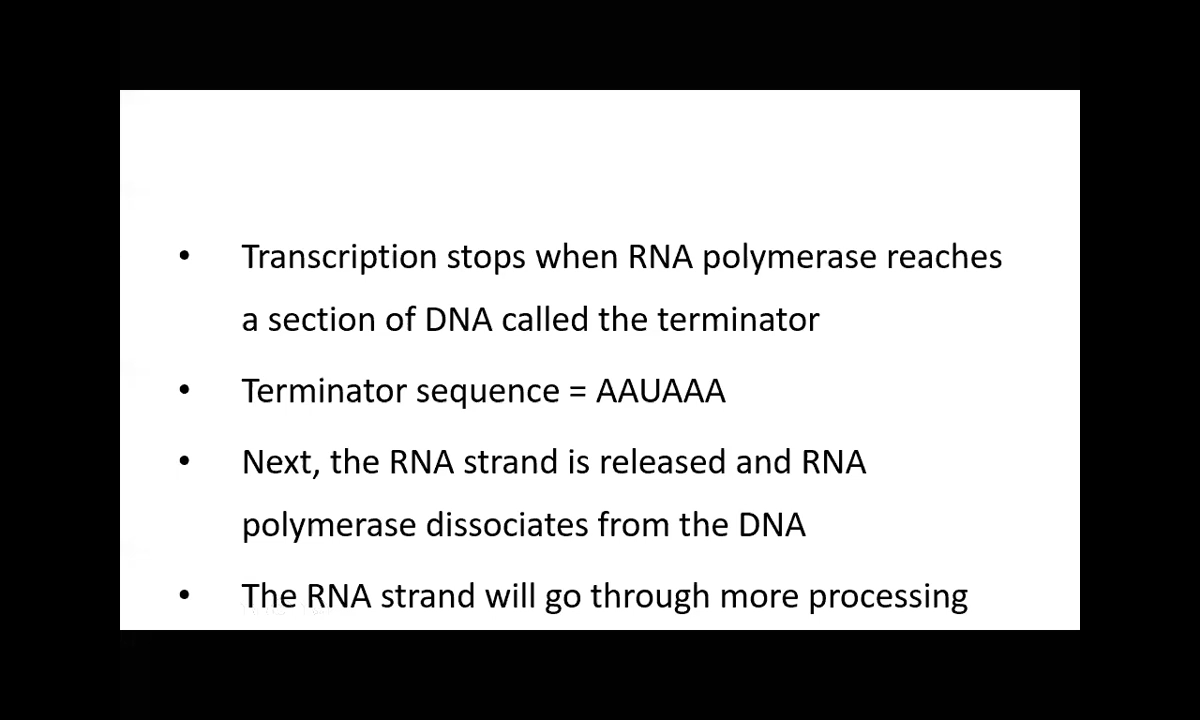 • Transcription stops when RNA polymerase reaches
a section of DNA called the terminator
• Terminator sequence = AAUAAA
• Next, the RNA strand is released and RNA
polymerase dissociates from the DNA
• The RNA strand will go through more processing